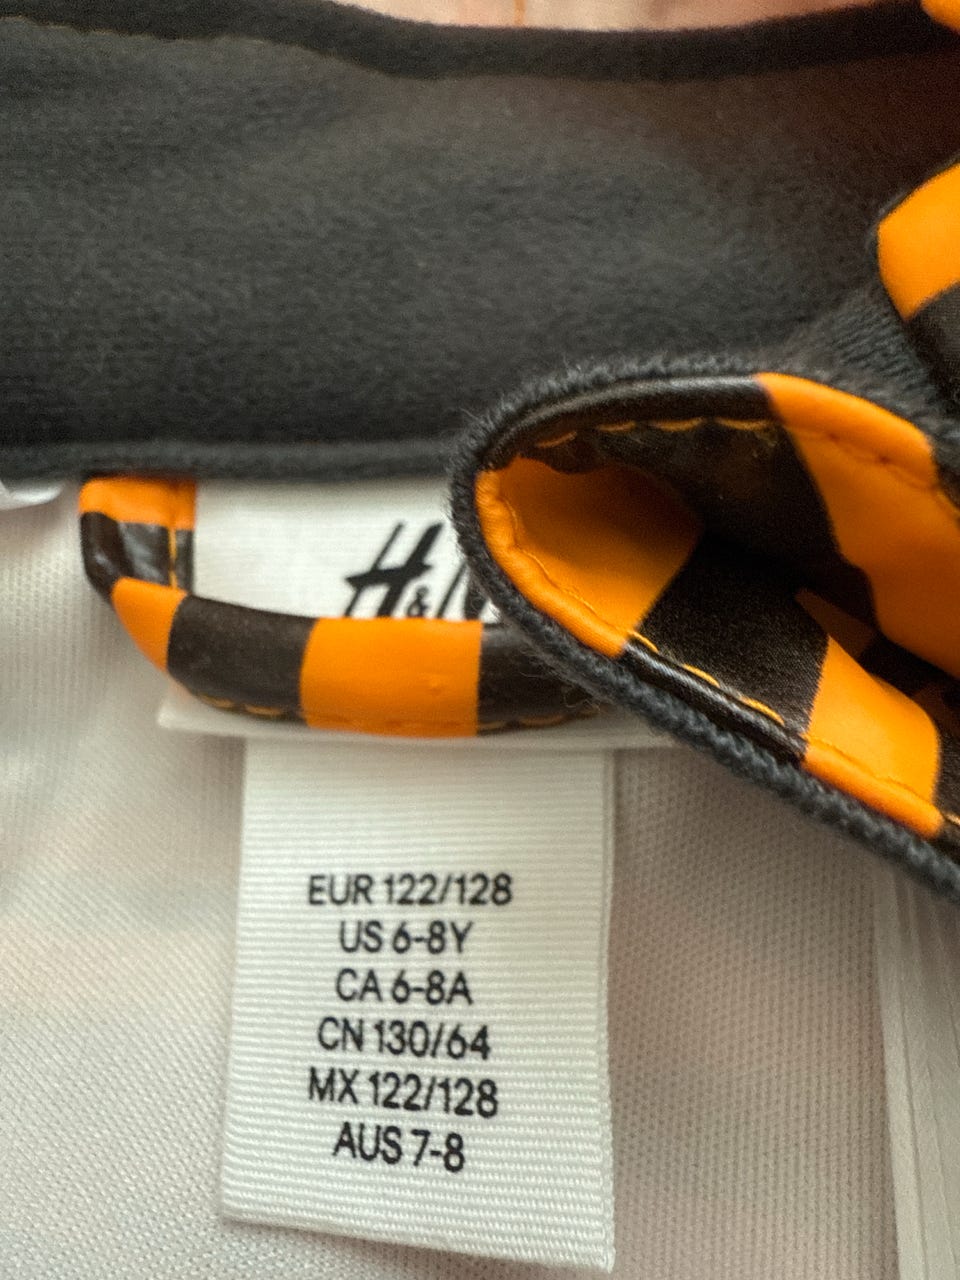 H&
EUR 122/128
US 6-8Y
CA 6-8A
CN 130/64
MX 122/128
AUS 7-8